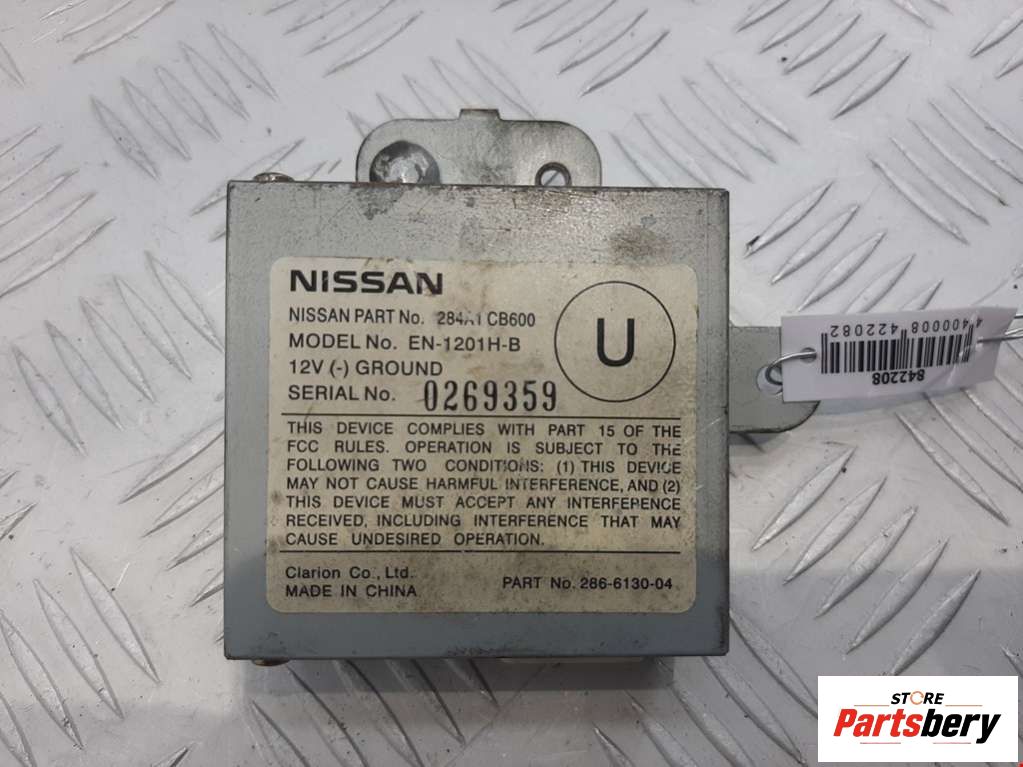 NISSAN
NISSAN PART No. 284A1 CB600
MODEL No. EN-1201H-B
12V (-) GROUND
SERIAL No. 0269359
U
THIS DEVICE COMPLIES WITH PART 15 OF THE
FCC RULES. OPERATION IS SUBJECT TO THE
FOLLOWING TWO CONDITIONS: (1) THIS DEVICE
MAY NOT CAUSE HARMFUL INTERFERENCE, AND (2)
THIS DEVICE MUST ACCEPT ANY INTERFERENCE
RECEIVED, INCLUDING INTERFERENCE THAT MAY
CAUSE UNDESIRED OPERATION.
Clarion Co., Ltd.
MADE IN CHINA
PART No. 286-6130-04
842208
4 400008 422082
STORE
Partsbery